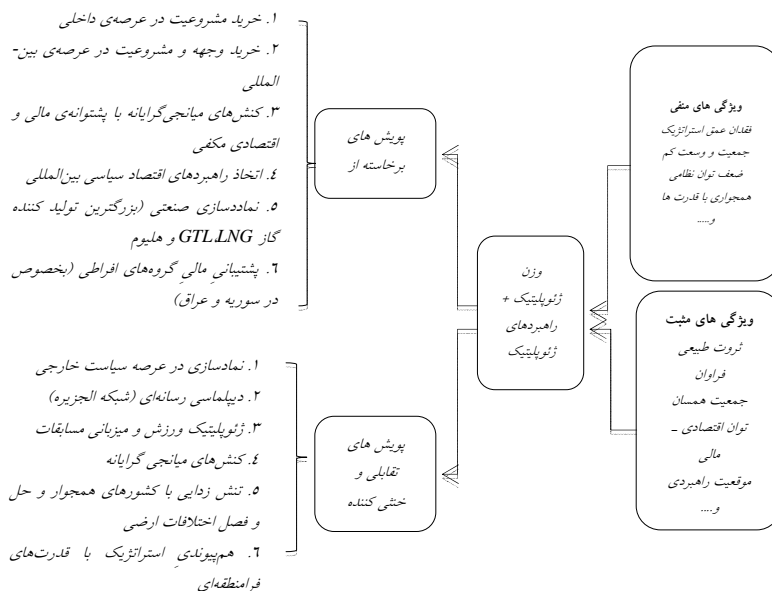 ویژگی های منفی
فقدان عمق استراتژیک
جمعیت و وسعت کم
ضعف توان نظامی
همجواری با قدرت ها
و.....
ویژگی های مثبت
ثروت طبیعی
فراوان
جمعیت همسان
توان اقتصادی –
مالی
موقعیت راهبردی
و....
وزن
ژئوپلیتیک +
راهبردهای
ژئوپلیتیک
پویش های
برخاسته از
۱. خرید مشروعیت در عرصه‌ی داخلی
۲. خرید وجهه و مشروعیت در عرصه‌ی بین-
المللی
۳. کنش‌های میانجی‌گرایانه با پشتوانه‌ی مالی و
اقتصادی مکفی
٤. اتخاذ راهبردهای اقتصاد سیاسی بین‌المللی
٥. نمادسازی صنعتی (بزرگترین تولید کننده
گاز GTL،LNG و هلیوم
٦. پشتیبانیِ مالیِ گروه‌های افراطی (بخصوص
در سوریه و عراق)
پویش های
تقابلی و
خنثی کننده
۱. نمادسازی در عرصه سیاست خارجی
۲. دیپلماسی رسانه‌ای (شبکه الجزیره)
۳. ژئوپلیتیک ورزش و میزبانی مسابقات
٤. کنش‌های میانجی گرایانه
٥. تنش زدایی با کشورهای همجوار و حل
و فصل اختلافات ارضی
٦. هم‌پیوندیِ استراتژیک با قدرت‌های
فرامنطقه‌ای